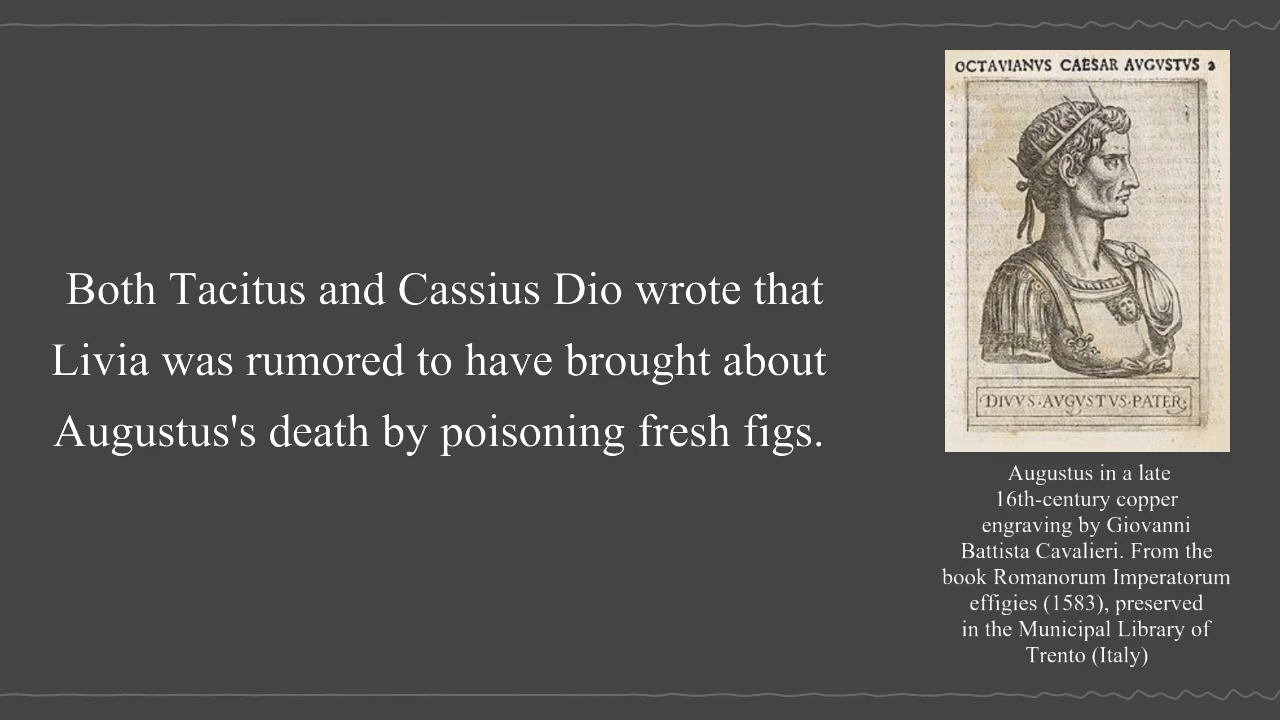 Both Tacitus and Cassius Dio wrote that
Livia was rumored to have brought about
Augustus's death by poisoning fresh figs.
OCTAVIANVS CAESAR AVGVSTVS 2
DIVVS·AVGVSTVS·PATER
Augustus in a late
16th-century copper
engraving by Giovanni
Battista Cavalieri. From the
book Romanorum Imperatorum
effigies (1583), preserved
in the Municipal Library of
Trento (Italy)